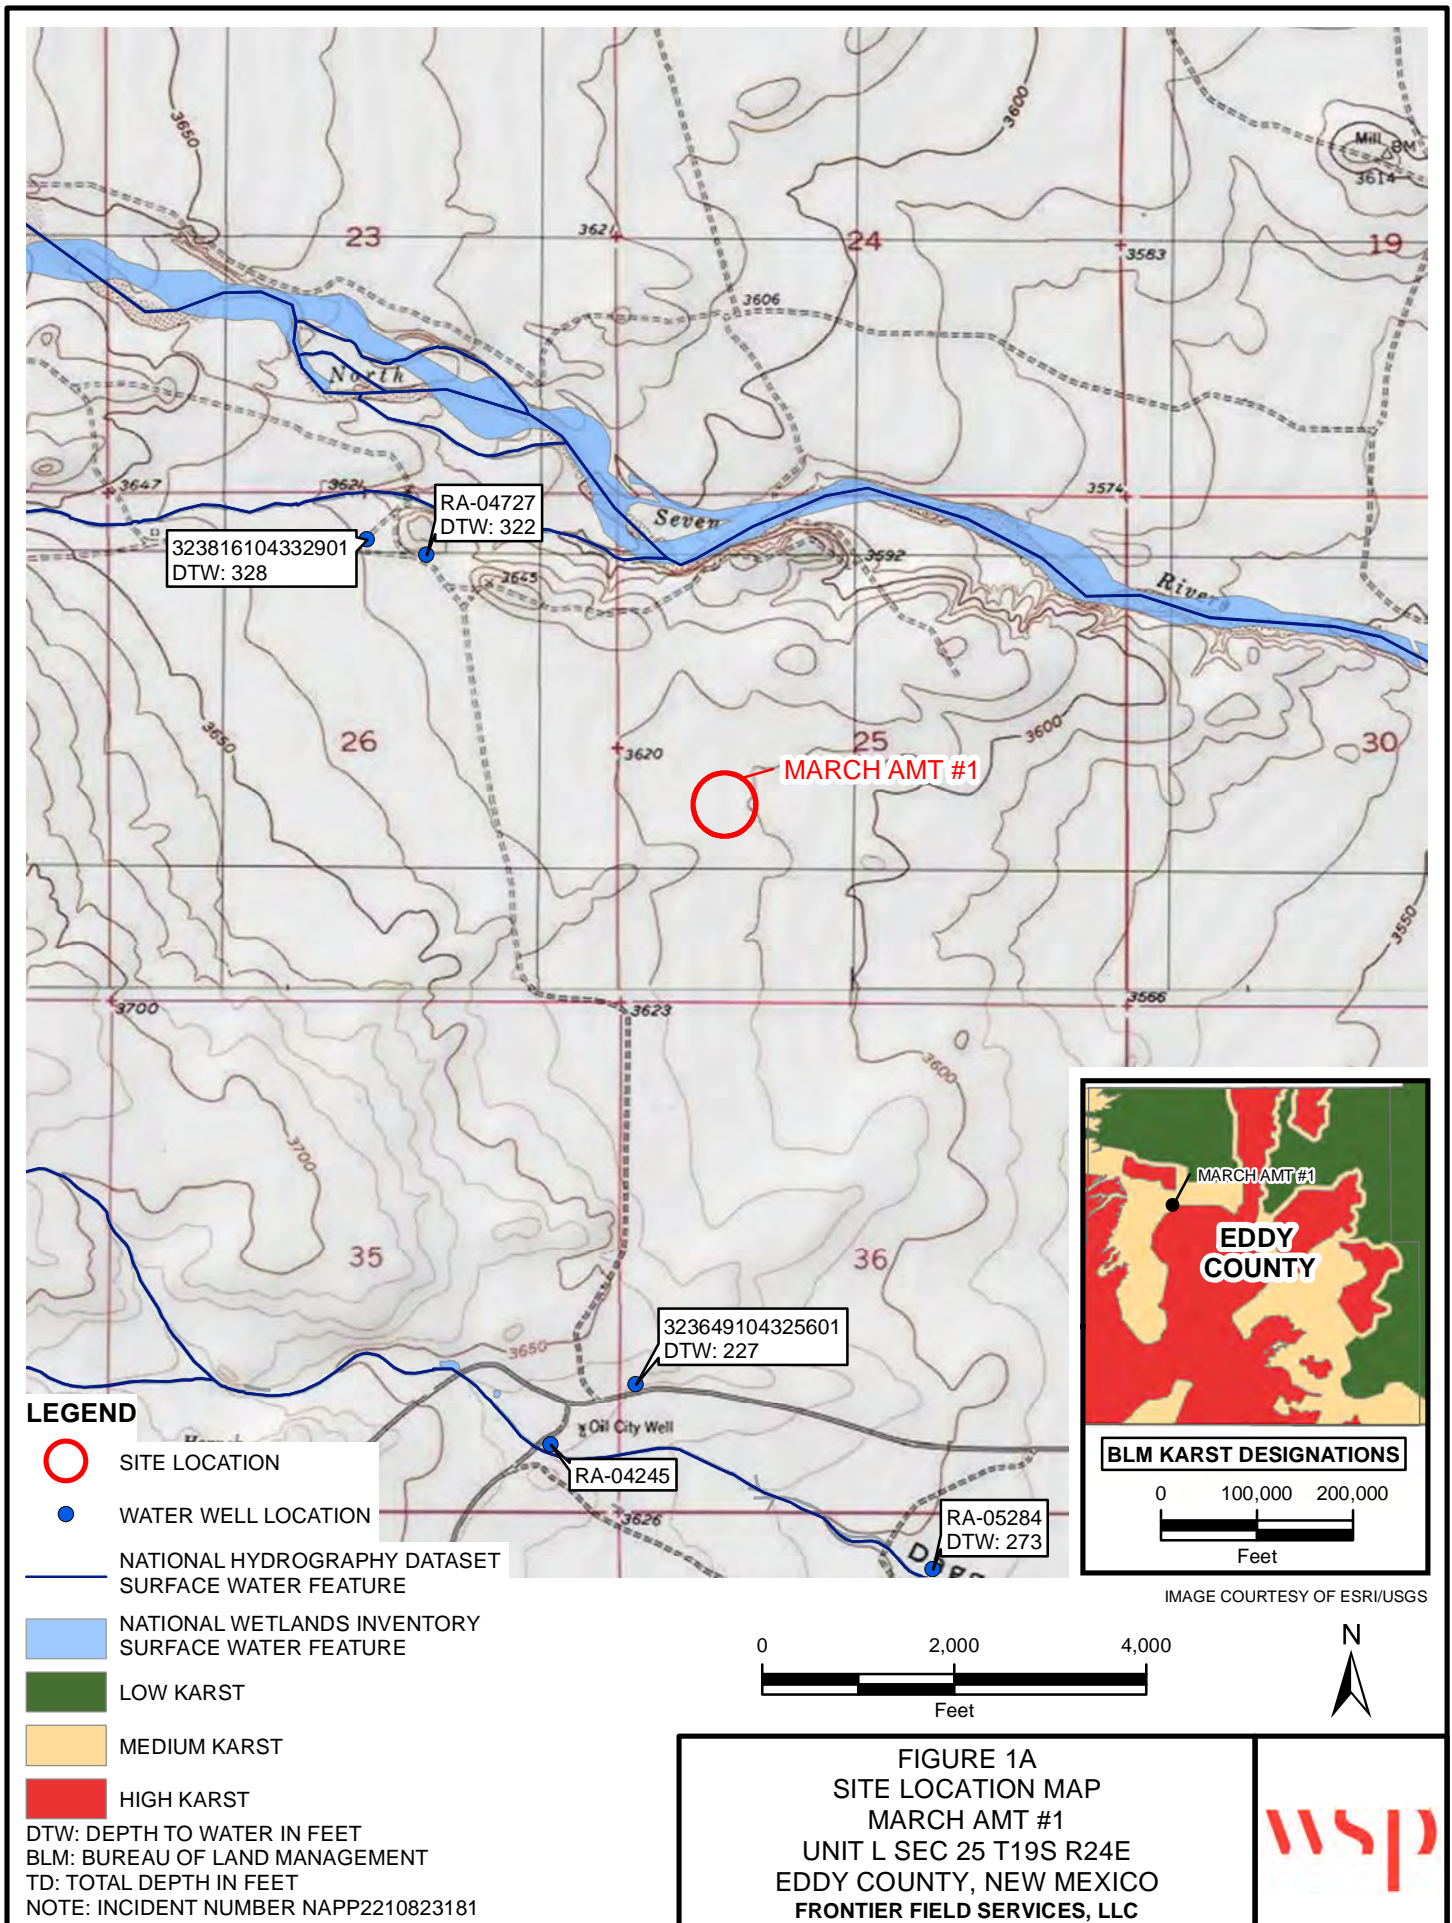 3650
3600
Mill
BM
3614
23
3621
24
19
3583
3606
North
3647
3621
RA-04727
DTW: 322
3574
Seven
323816104332901
DTW: 328
3592
3645
Rivers
3650
26
3620
25
3600
30
MARCH AMT #1
3550
3700
3623
3566
3600
3700
MARCH AMT #1
EDDY
COUNTY
35
36
323649104325601
DTW: 227
3650
Oil City Well
RA-04245
3626
RA-05284
DTW: 273
BLM KARST DESIGNATIONS
0 100,000 200,000
Feet
IMAGE COURTESY OF ESRI/USGS
LEGEND
SITE LOCATION
WATER WELL LOCATION
NATIONAL HYDROGRAPHY DATASET
SURFACE WATER FEATURE
NATIONAL WETLANDS INVENTORY
SURFACE WATER FEATURE
LOW KARST
MEDIUM KARST
HIGH KARST
DTW: DEPTH TO WATER IN FEET
BLM: BUREAU OF LAND MANAGEMENT
TD: TOTAL DEPTH IN FEET
NOTE: INCIDENT NUMBER NAPP2210823181
0 2,000 4,000
Feet
N
FIGURE 1A
SITE LOCATION MAP
MARCH AMT #1
UNIT L SEC 25 T19S R24E
EDDY COUNTY, NEW MEXICO
FRONTIER FIELD SERVICES, LLC
wsp